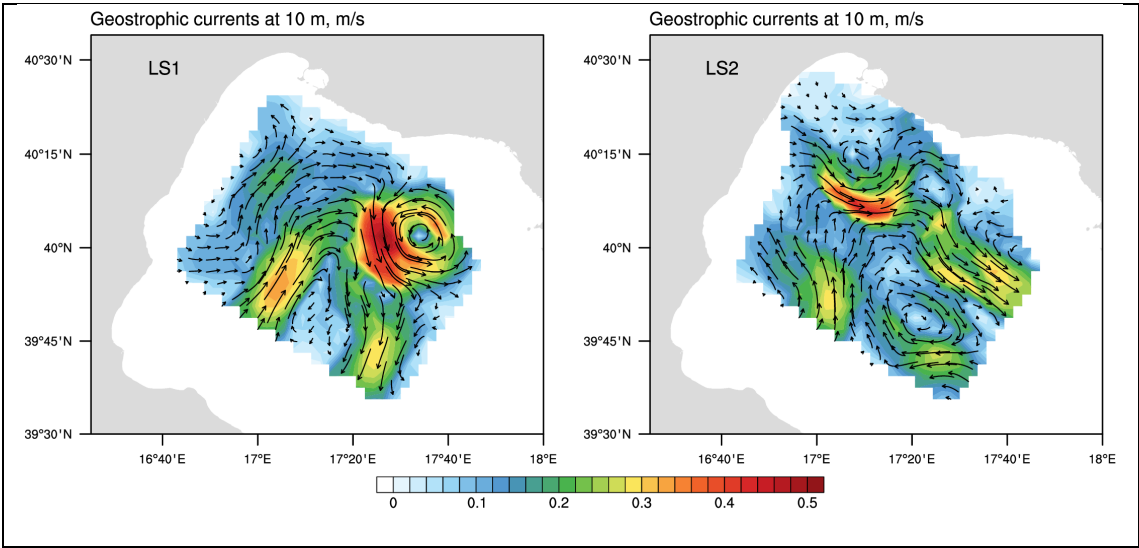 Geostrophic currents at 10 m, m/s
LS1
40°30'N
40°15'N
40°N
39°45'N
39°30'N
16°40'E 17°E 17°20'E 17°40'E 18°E
Geostrophic currents at 10 m, m/s
LS2
40°30'N
40°15'N
40°N
39°45'N
39°30'N
16°40'E 17°E 17°20'E 17°40'E 18°E
0 0.1 0.2 0.3 0.4 0.5